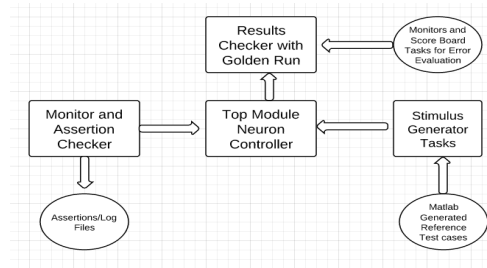 Results
Checker with
Golden Run
Monitors and
Score Board
Tasks for Error
Evaluation
Monitor and
Assertion
Checker
Top Module
Neuron
Controller
Stimulus
Generator
Tasks
Assertions/Log
Files
Matlab
Generated
Reference
Test cases